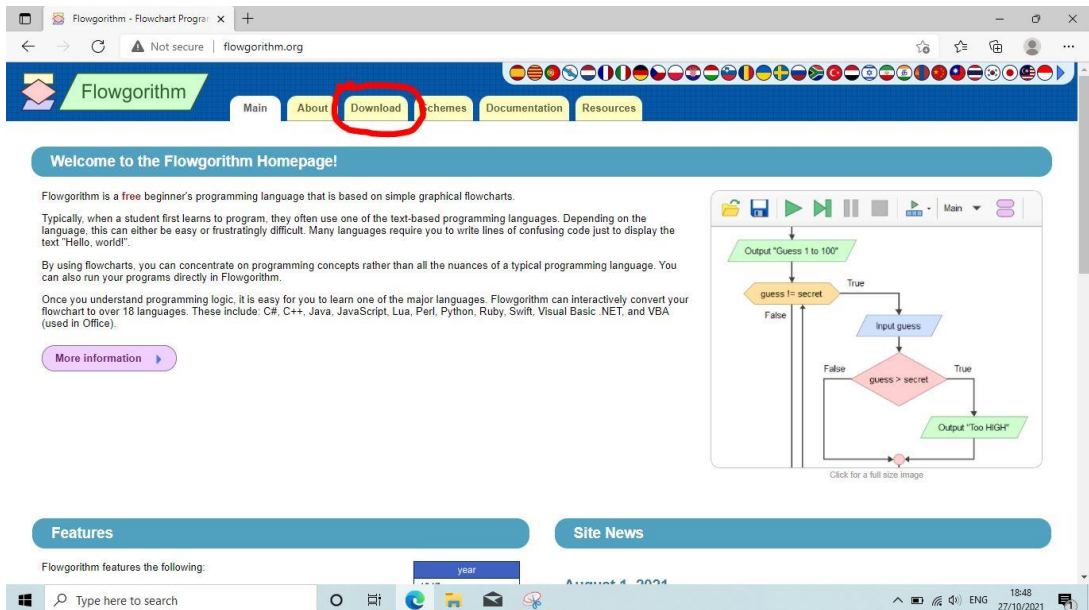 Flowgorithm - Flowchart Progra
Not secure
flowgorithm.org
Flowgorithm
Main
About
Download
Schemes
Documentation
Resources
Welcome to the Flowgorithm Homepage!
Flowgorithm is a free beginner's programming language that is based on simple graphical flowcharts.
Typically, when a student first learns to program, they often use one of the text-based programming languages. Depending on the
language, this can either be easy or frustratingly difficult. Many languages require you to write lines of confusing code just to display the
text "Hello, world!".
By using flowcharts, you can concentrate on programming concepts rather than all the nuances of a typical programming language. You
can also run your programs directly in Flowgorithm.
Once you understand programming logic, it is easy for you to learn one of the major languages. Flowgorithm can interactively convert your
flowchart to over 18 languages. These include: C#, C++, Java, JavaScript, Lua, Perl, Python, Ruby, Swift, Visual Basic .NET, and VBA
(used in Office).
More information
Main
Output "Guess 1 to 100"
guess != secret
True
False
Input guess
False
True
guess > secret
Output "Too HIGH"
Click for a full size image
Features
Flowgorithm features the following:
year
Site News
August 1, 2021
Type here to search
ENG
18:48
27/10/2021